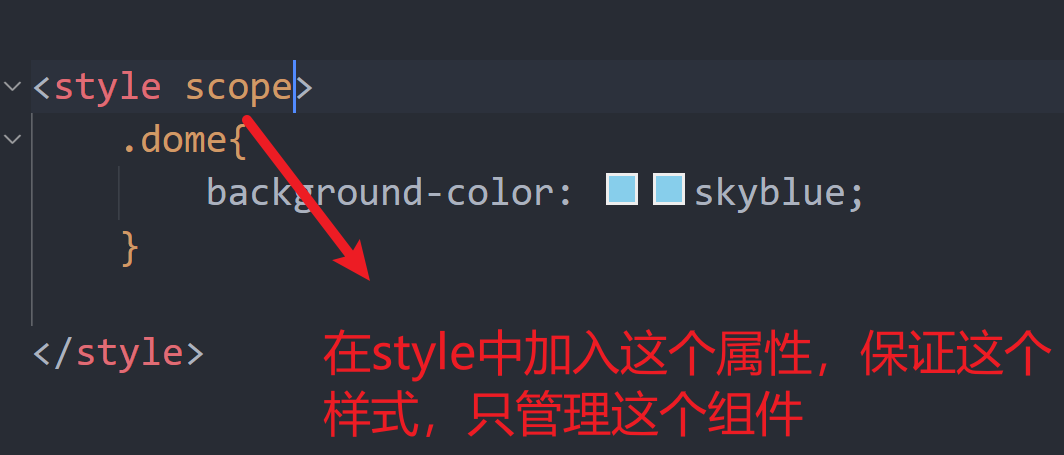 <style scope>
.dome{
background-color: skyblue;
}
</style>
在style中加入这个属性，保证这个
样式，只管理这个组件